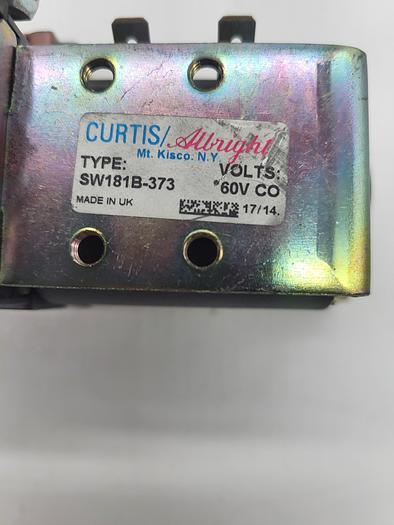 CURTIS/Albright
Mt. Kisco. N.Y.
TYPE: VOLTS:
SW181B-373 *60V CO
MADE IN UK 17/14.